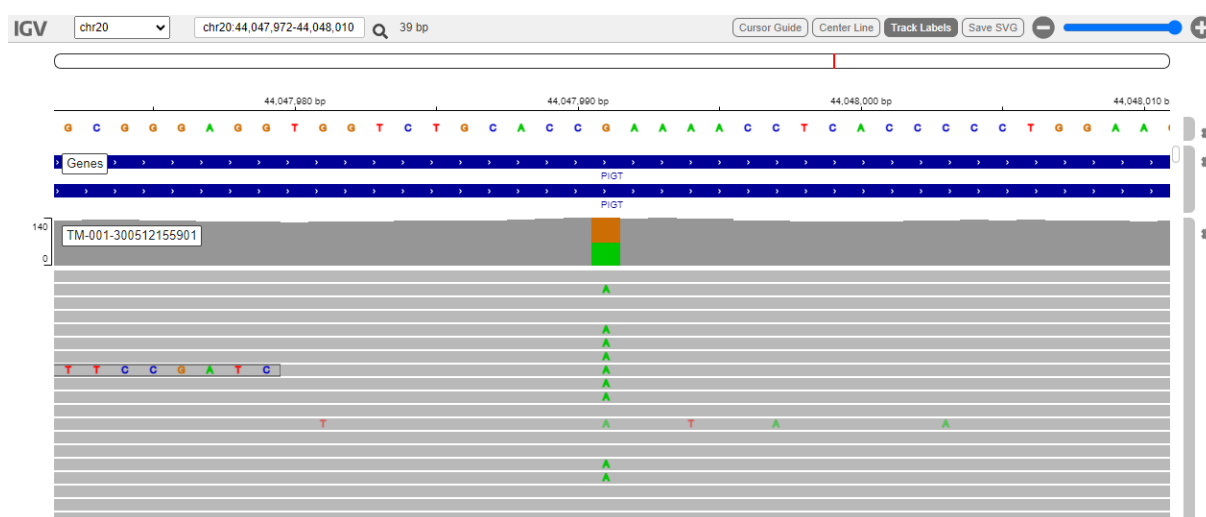 IGV chr20 chr20:44,047,972-44,048,010 39 bp Cursor Guide Center Line Track Labels Save SVG
44,047,980 bp 44,047,990 bp 44,048,000 bp 44,048,010 b
G C G G G A G G T G G T C T G C A C C G A A A A C C T C A C C C C C T G G A A
Genes
PIGT
PIGT
140
TM-001-300512155901
0
A
A
A
A
T T C C G A T C A
A
A
T A T A A
A
A